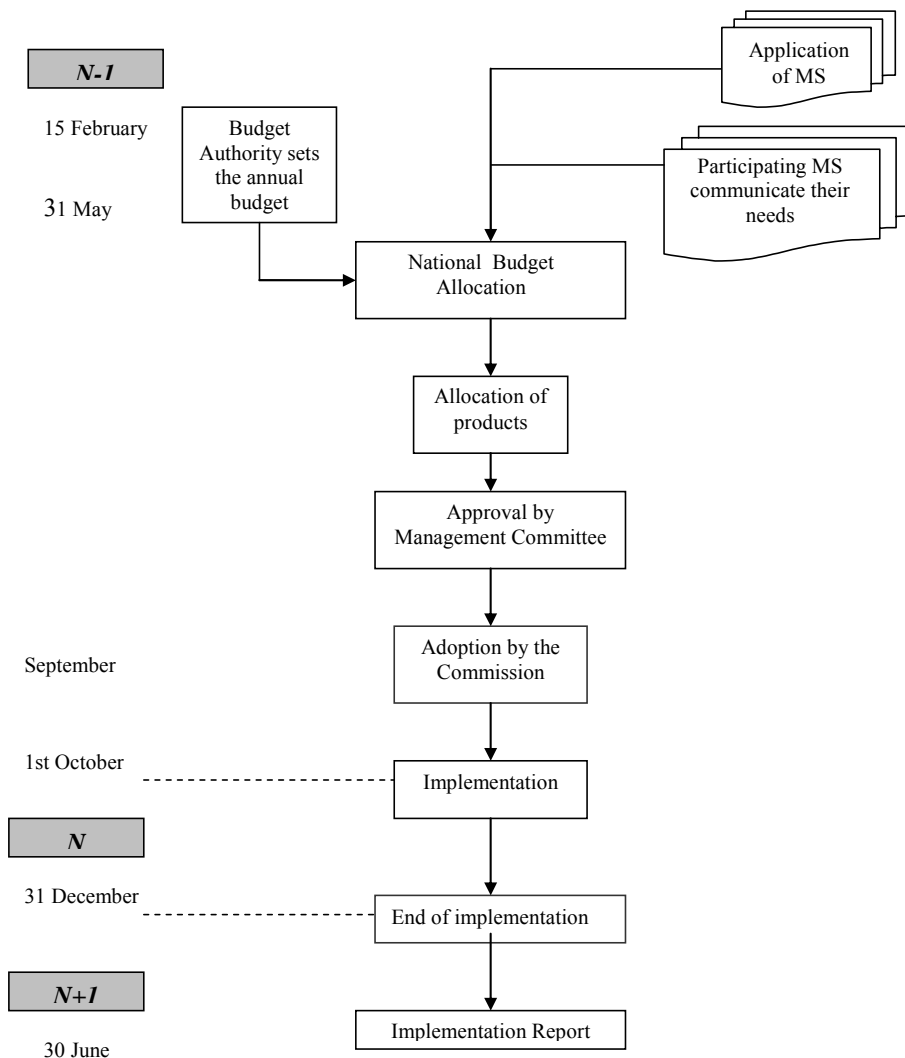 Application
of MS
N-1
15 February
Budget
Authority sets
the annual
budget
Participating MS
communicate their
needs
31 May
National Budget
Allocation
Allocation of
products
Approval by
Management Committee
September
Adoption by the
Commission
1st October
Implementation
N
31 December
End of implementation
N+1
Implementation Report
30 June